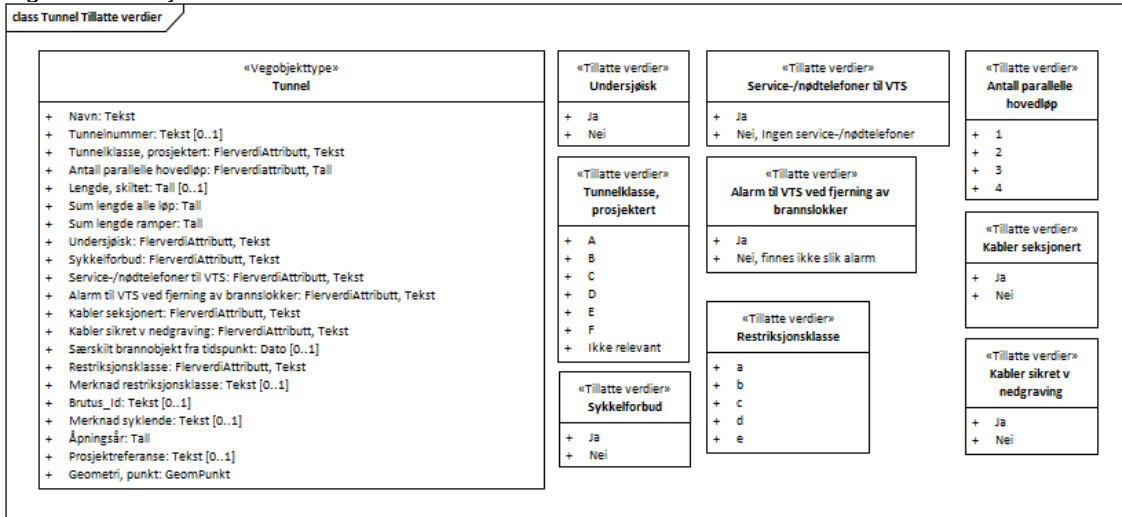 class Tunnel Tillatte verdier
«Vegobjekttype»
Tunnel
+ Navn: Tekst
+ Tunnelnummer: Tekst [0..1]
+ Tunnelklasse, prosjektert: FlerverdiAttributt, Tekst
+ Antall parallelle hovedløp: Flerverdiattributt, Tall
+ Lengde, skiltet: Tall [0..1]
+ Sum lengde alle løp: Tall
+ Sum lengde ramper: Tall
+ Undersjøisk: FlerverdiAttributt, Tekst
+ Sykkelforbud: FlerverdiAttributt, Tekst
+ Service-/nødtelefoner til VTS: FlerverdiAttributt, Tekst
+ Alarm til VTS ved fjerning av brannslokker: FlerverdiAttributt, Tekst
+ Kabler seksjonert: FlerverdiAttributt, Tekst
+ Kabler sikret v nedgraving: FlerverdiAttributt, Tekst
+ Særskilt brannobjekt fra tidspunkt: Dato [0..1]
+ Restriksjonsklasse: FlerverdiAttributt, Tekst
+ Merknad restriksjonsklasse: Tekst [0..1]
+ Brutus_Id: Tekst [0..1]
+ Merknad syklende: Tekst [0..1]
+ Åpningsår: Tall
+ Prosjektreferanse: Tekst [0..1]
+ Geometri, punkt: GeomPunkt
«Tillatte verdier»
Undersjøisk
+ Ja
+ Nei
«Tillatte verdier»
Tunnelklasse,
prosjektert
+ A
+ B
+ C
+ D
+ E
+ F
+ Ikke relevant
«Tillatte verdier»
Sykkelforbud
+ Ja
+ Nei
«Tillatte verdier»
Service-/nødtelefoner til VTS
+ Ja
+ Nei, Ingen service-/nødtelefoner
«Tillatte verdier»
Alarm til VTS ved fjerning av
brannslokker
+ Ja
+ Nei, finnes ikke slik alarm
«Tillatte verdier»
Restriksjonsklasse
+ a
+ b
+ c
+ d
+ e
«Tillatte verdier»
Antall parallelle
hovedløp
+ 1
+ 2
+ 3
+ 4
«Tillatte verdier»
Kabler seksjonert
+ Ja
+ Nei
«Tillatte verdier»
Kabler sikret v
nedgraving
+ Ja
+ Nei